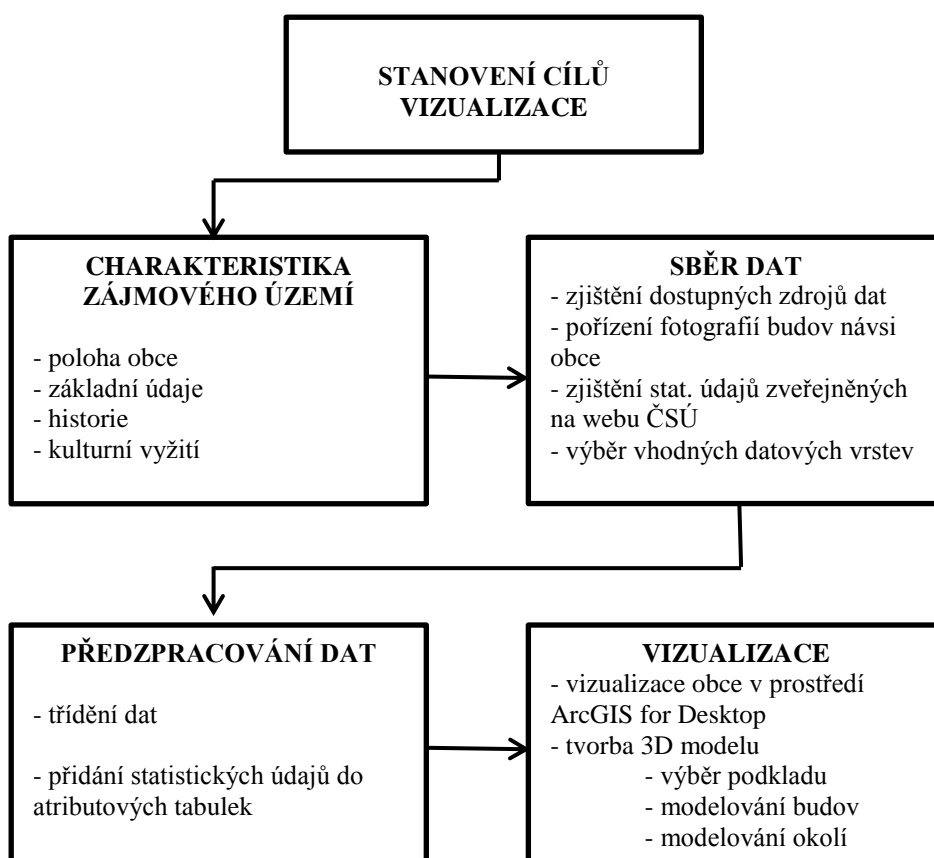 STANOVENÍ CÍLŮ
VIZUALIZACE
CHARAKTERISTIKA
ZÁJMOVÉHO ÚZEMÍ
- poloha obce
- základní údaje
- historie
- kulturní vyžití
SBĚR DAT
- zjištění dostupných zdrojů dat
- pořízení fotografií budov návsi
obce
- zjištění stat. údajů zveřejněných
na webu ČSÚ
- výběr vhodných datových vrstev
PŘEDZPRACOVÁNÍ DAT
- třídění dat
- přidání statistických údajů do
atributových tabulek
VIZUALIZACE
- vizualizace obce v prostředí
ArcGIS for Desktop
- tvorba 3D modelu
- výběr podkladu
- modelování budov
- modelování okolí